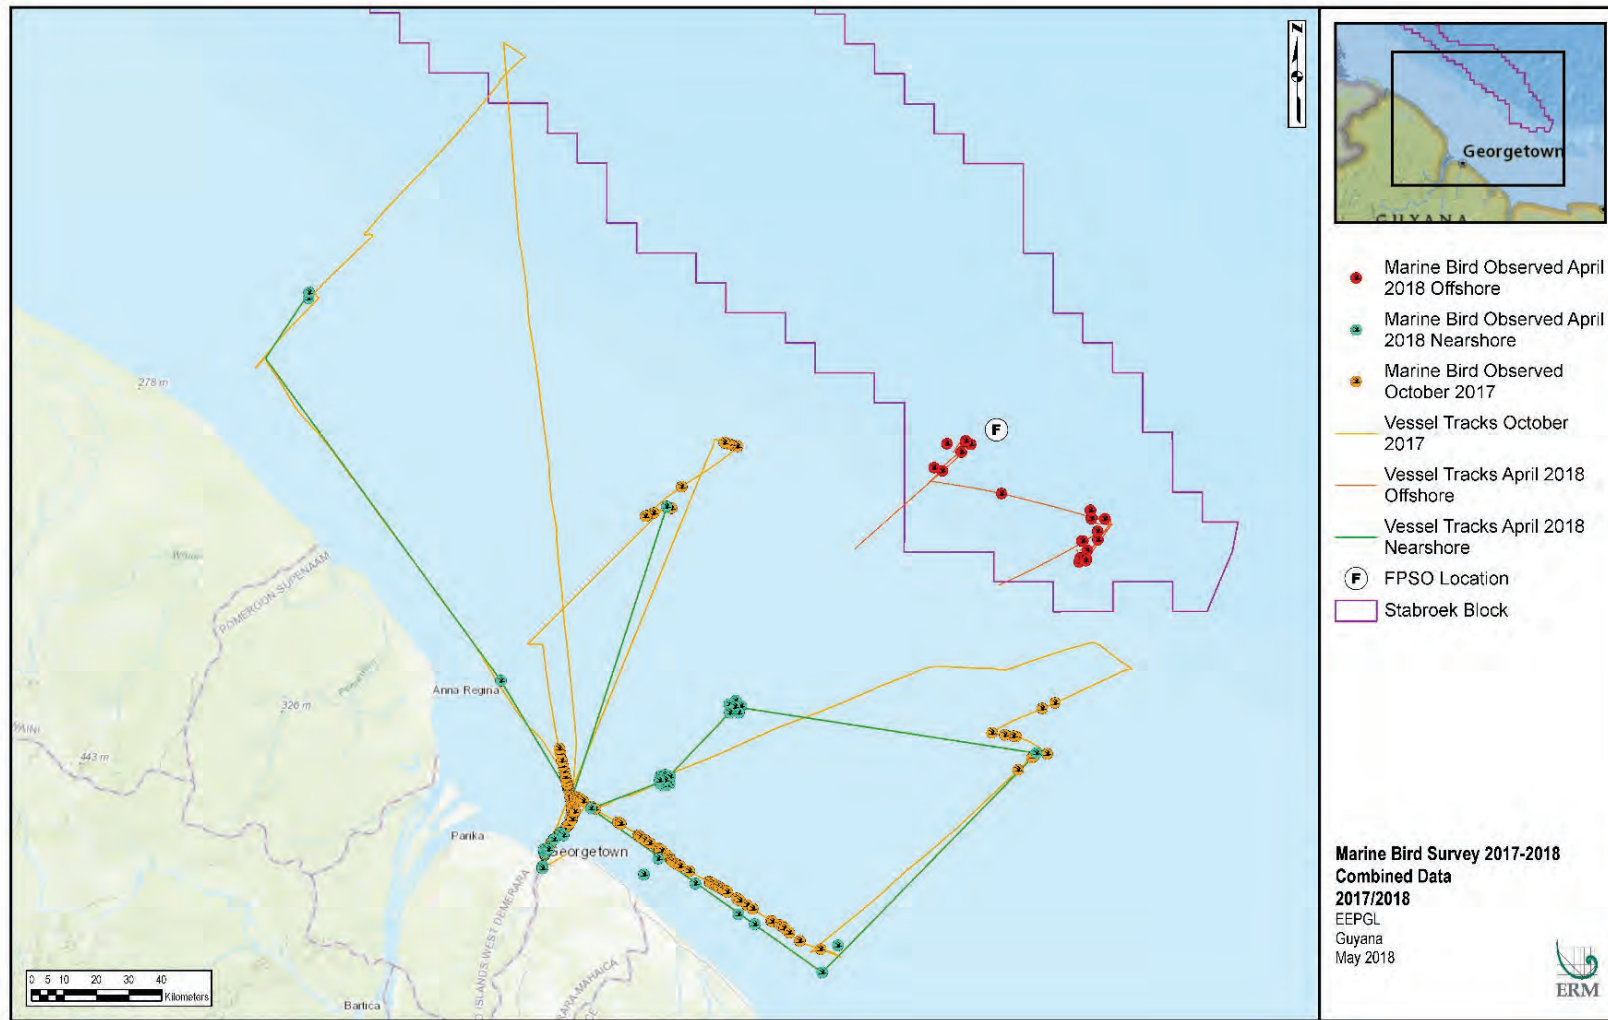 N
278 m
F
Waini
POMEROON SUPENAAM
Anna Regina
326 m
WAINI
443 m
Parika
Georgetown
ISLANDS WEST DEMERARA
0 5 10 20 30 40
Kilometers
Bartica
Georgetown
GUYANA
Marine Bird Observed April
2018 Offshore
Marine Bird Observed April
2018 Nearshore
Marine Bird Observed
October 2017
Vessel Tracks October
2017
Vessel Tracks April 2018
Offshore
Vessel Tracks April 2018
Nearshore
F FPSO Location
Stabroek Block
Marine Bird Survey 2017-2018
Combined Data
2017/2018
EEPGL
Guyana
May 2018
ERM